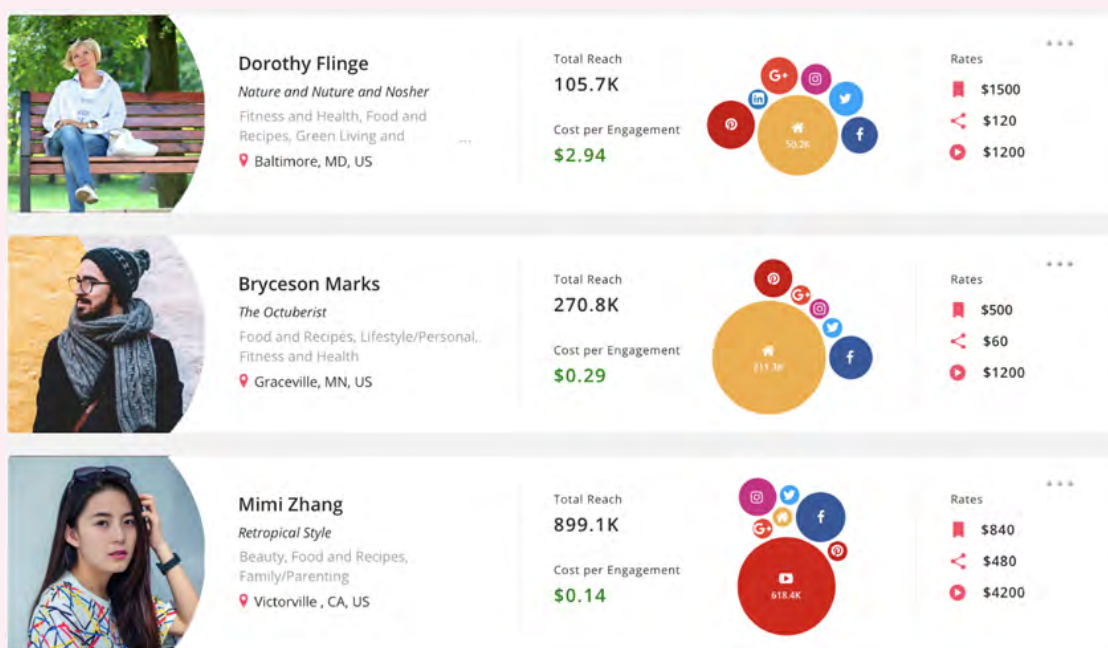 Dorothy Flinge
Nature and Nuture and Nosher
Fitness and Health, Food and
Recipes, Green Living and ...
Baltimore, MD, US
Total Reach
105.7K
Cost per Engagement
$2.94
G+
in
50.2K
f
Rates
$1500
$120
$1200
Bryceson Marks
The Octuberist
Food and Recipes, Lifestyle/Personal,
Fitness and Health
Graceville, MN, US
Total Reach
270.8K
Cost per Engagement
$0.29
G+
f
Rates
$500
$60
$1200
Mimi Zhang
Retropical Style
Beauty, Food and Recipes,
Family/Parenting
Victorville , CA, US
Total Reach
899.1K
Cost per Engagement
$0.14
f
G+
618.4K
Rates
$840
$480
$4200